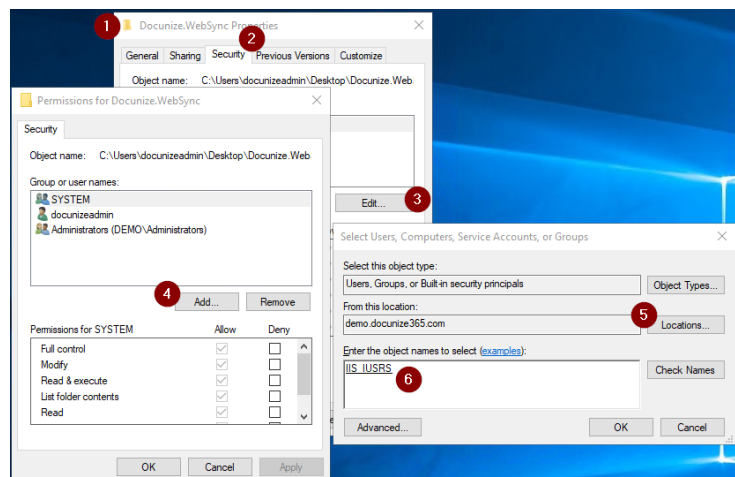 1 Docunize.WebSync Properties
2
General Sharing Security Previous Versions Customize
Object name: C:\Users\docunizeadmin\Desktop\Docunize.Web
Edit... 3
Permissions for Docunize.WebSync
Security
Object name: C:\Users\docunizeadmin\Desktop\Docunize.Web
Group or user names:
SYSTEM
docunizeadmin
Administrators (DEMO\Administrators)
4
Add... Remove
Permissions for SYSTEM Allow Deny
Full control
Modify
Read & execute
List folder contents
Read
OK Cancel Apply
Select Users, Computers, Service Accounts, or Groups
Select this object type:
Users, Groups, or Built-in security principals Object Types...
From this location:
demo.docunize365.com 5 Locations...
Enter the object names to select (examples):
IIS_IUSRS 6 Check Names
Advanced... OK Cancel